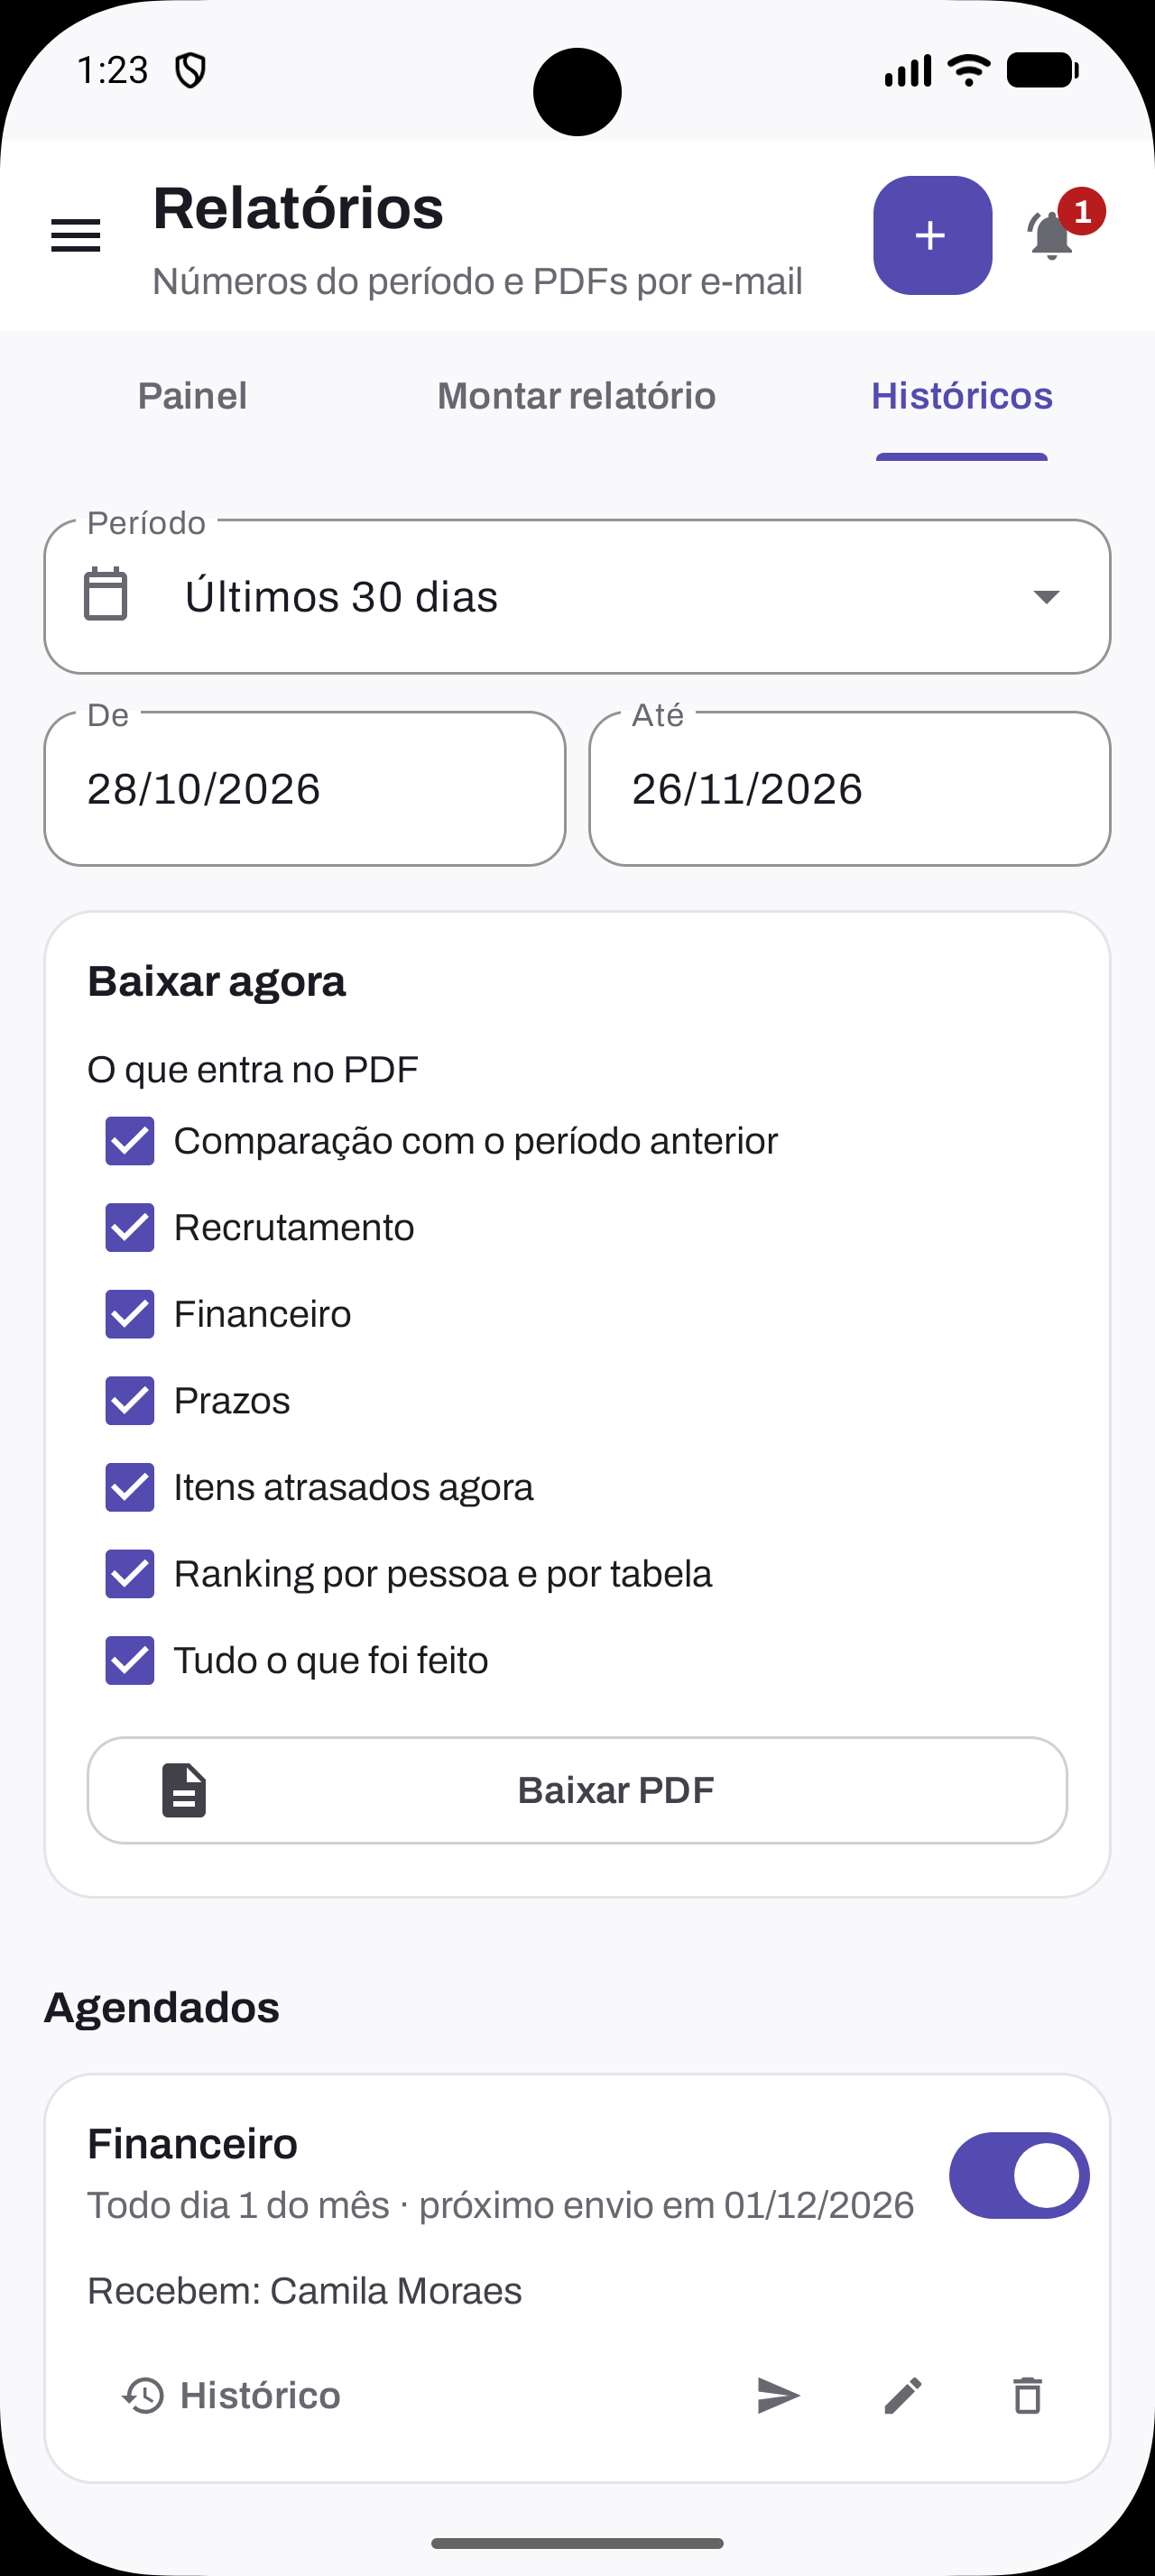 1:23
Relatórios
1
Números do período e PDFs por e-mail
Painel
Montar relatório
Históricos
Período
Últimos 30 dias
De
Até
28/10/2026
26/11/2026
Baixar agora
O que entra no PDF
Comparação com o período anterior
Recrutamento
Financeiro
Prazos
Itens atrasados agora
Ranking por pessoa e por tabela
Tudo o que foi feito
Baixar PDF
Agendados
Financeiro
Todo dia 1 do mês · próximo envio em 01/12/2026
Recebem: Camila Moraes
Histórico